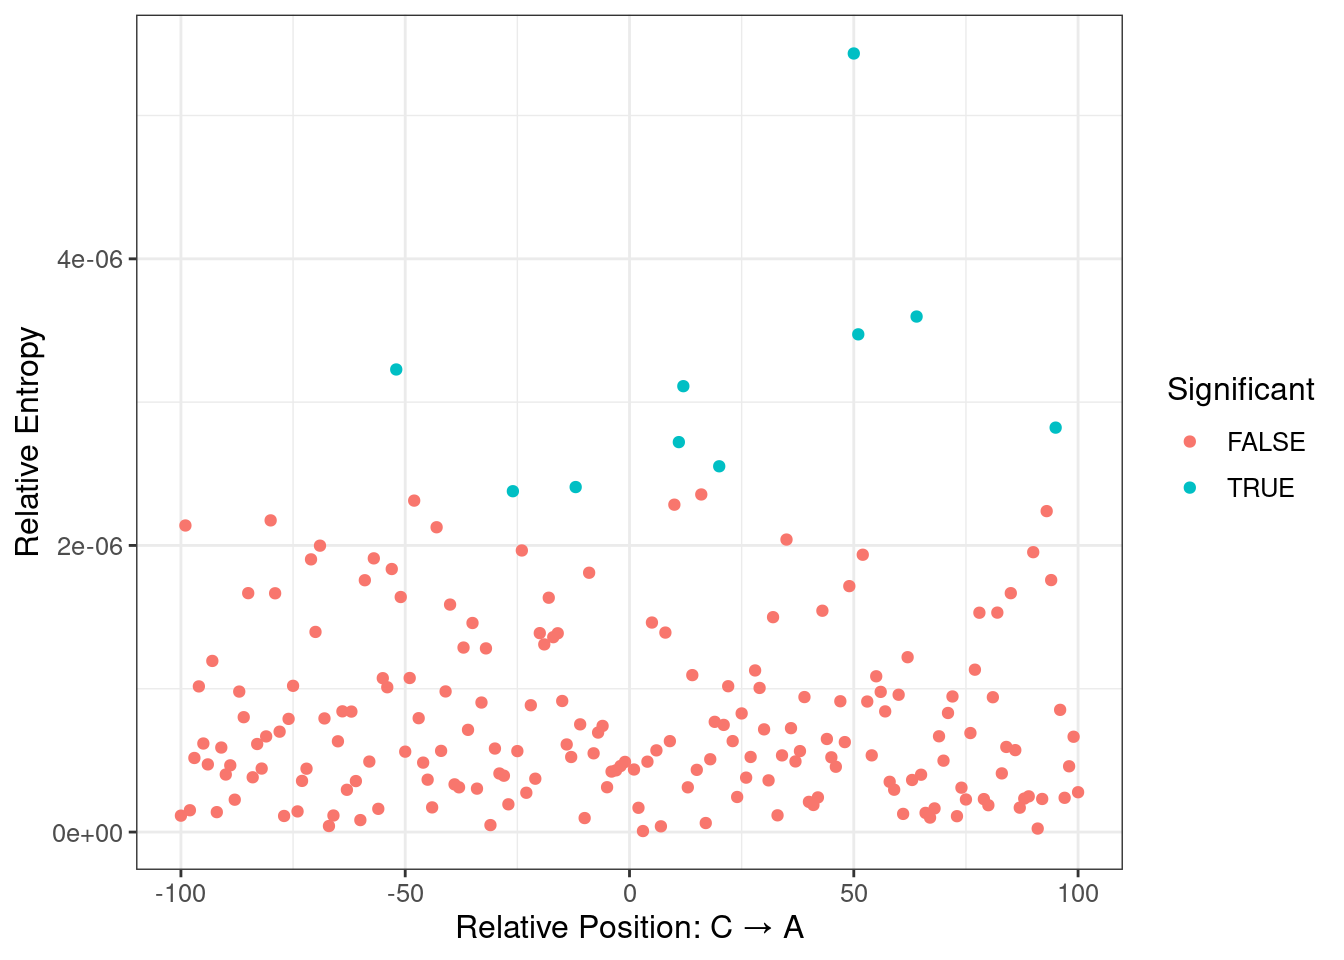 4e-06
2e-06
0e+00
Relative Entropy
-100
-50
0
50
100
Relative Position: C → A
Significant
FALSE
TRUE